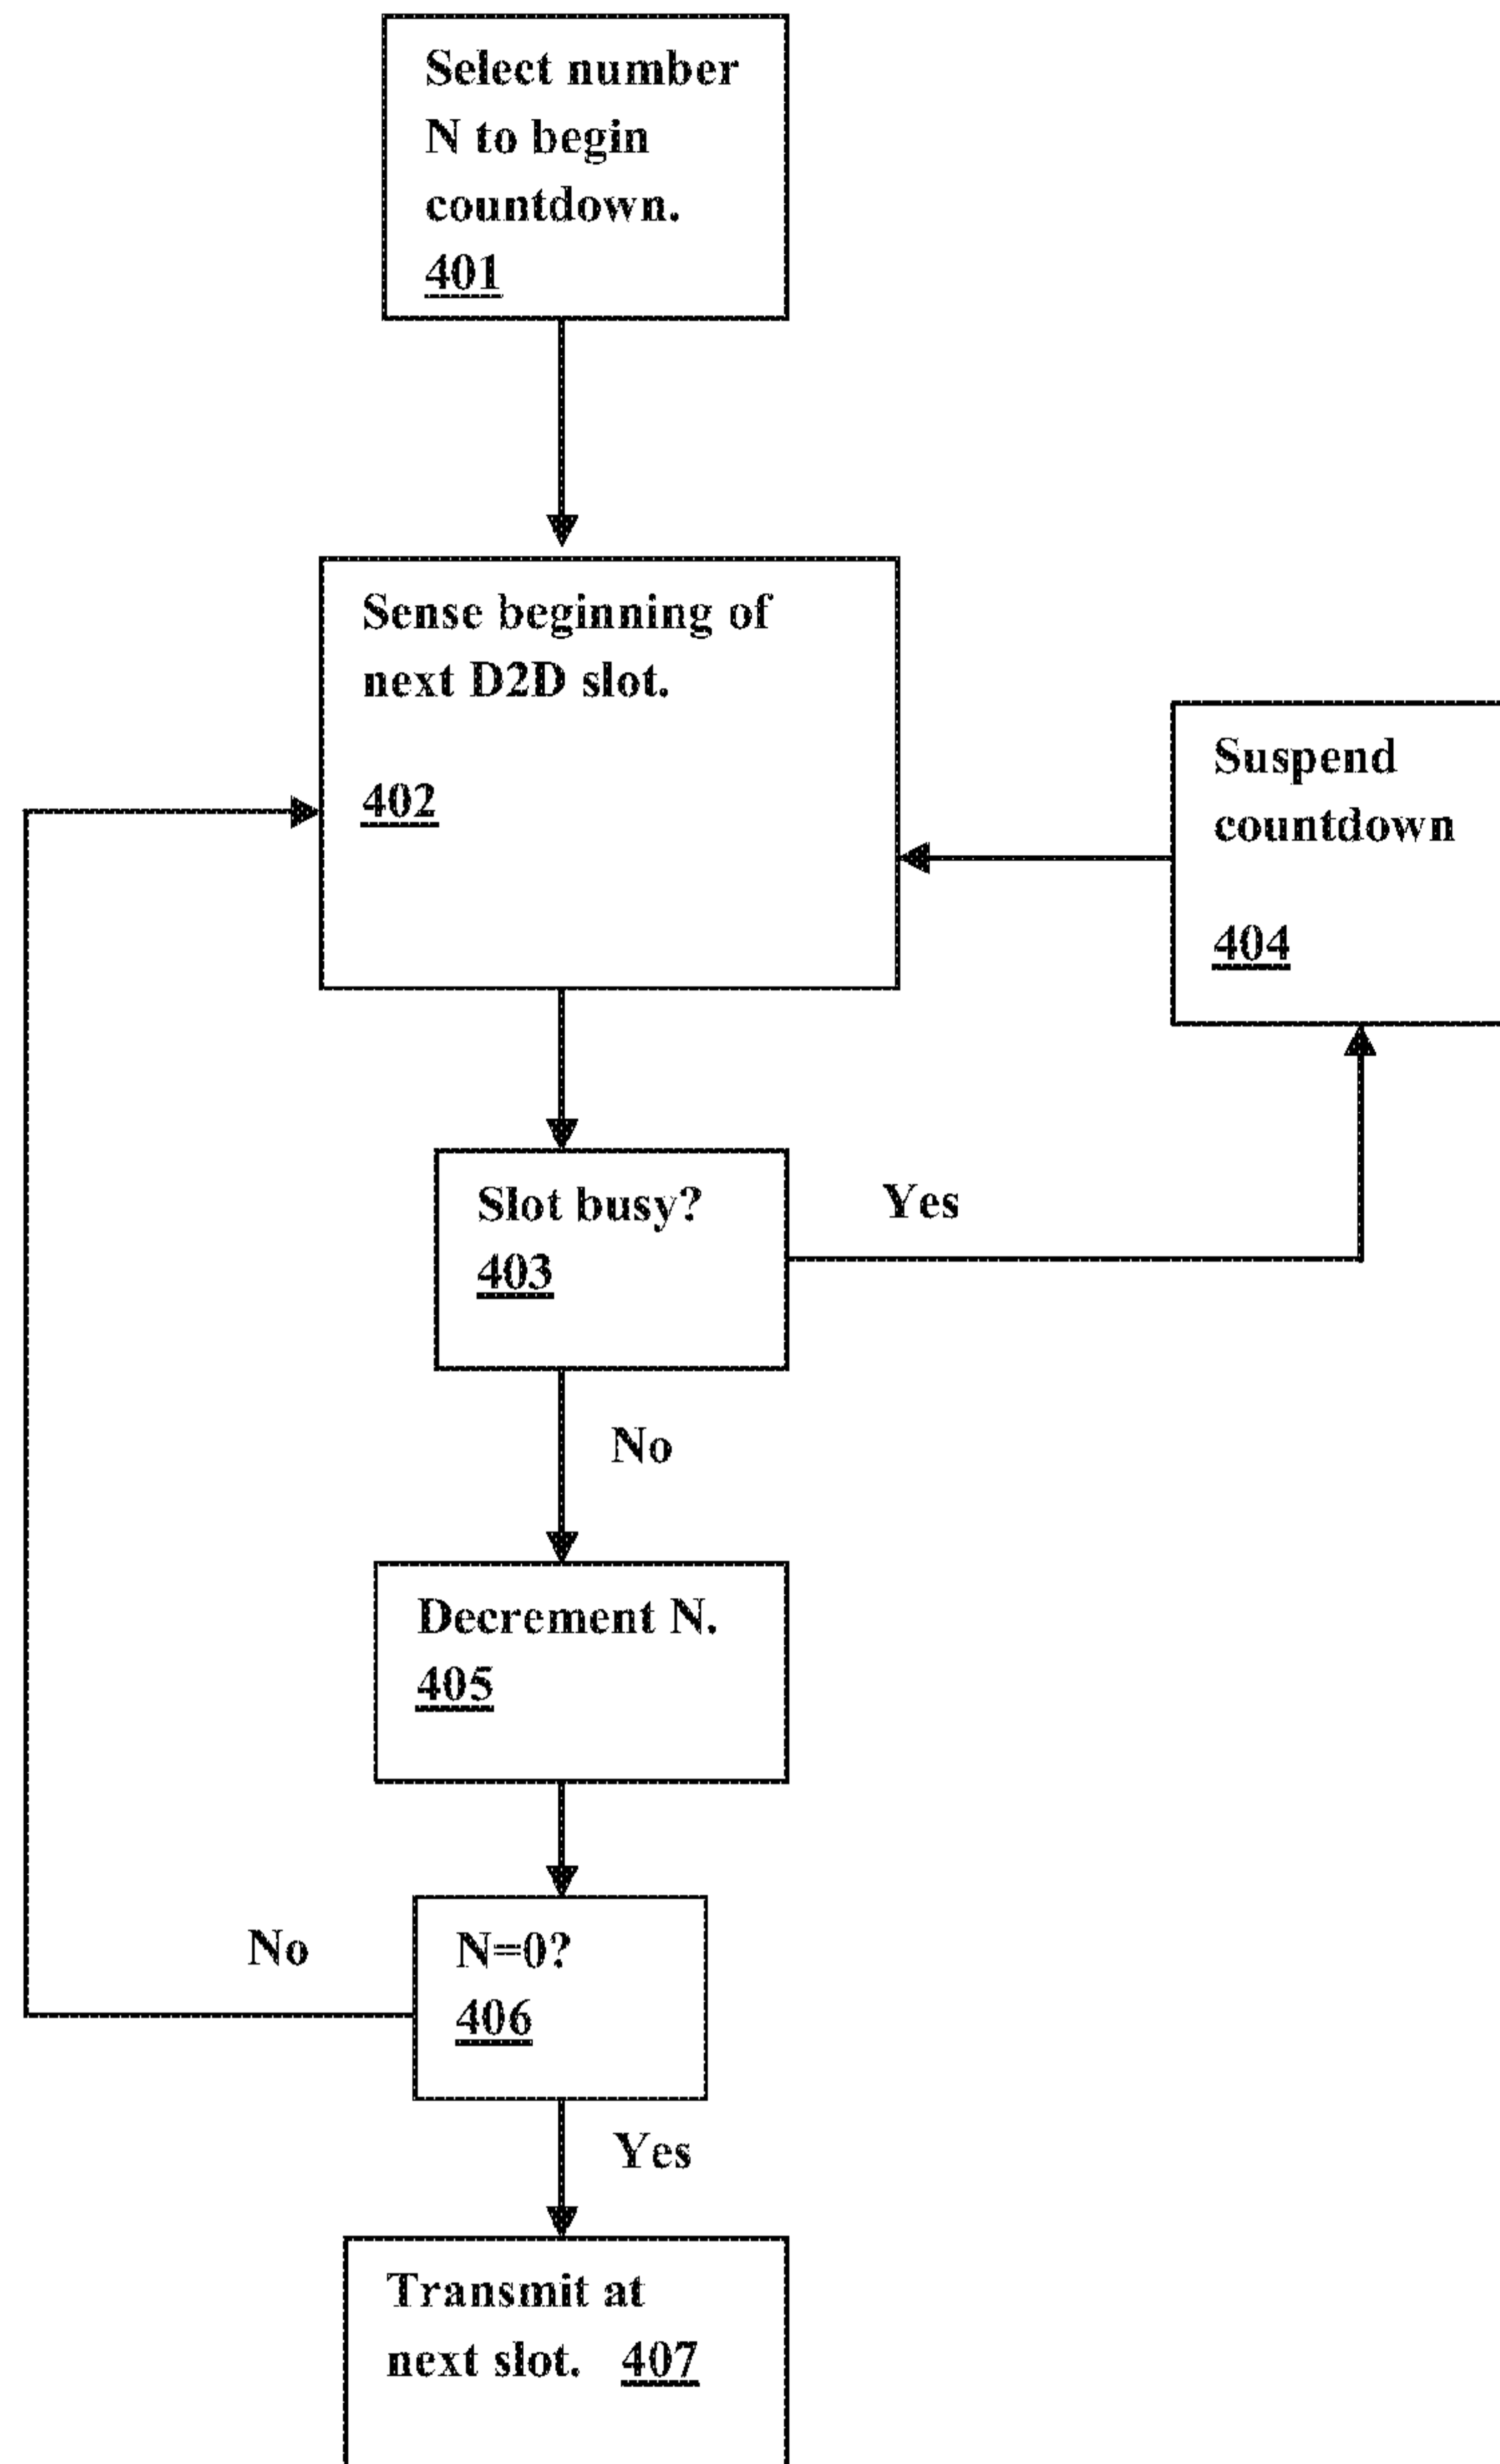 Select number
N to begin
countdown.
401
Sense beginning of
next D2D slot.
402
Suspend
countdown
404
Slot busy?
403
Yes
No
Decrement N.
405
N=0?
406
No
Yes
Transmit at
next slot. 407